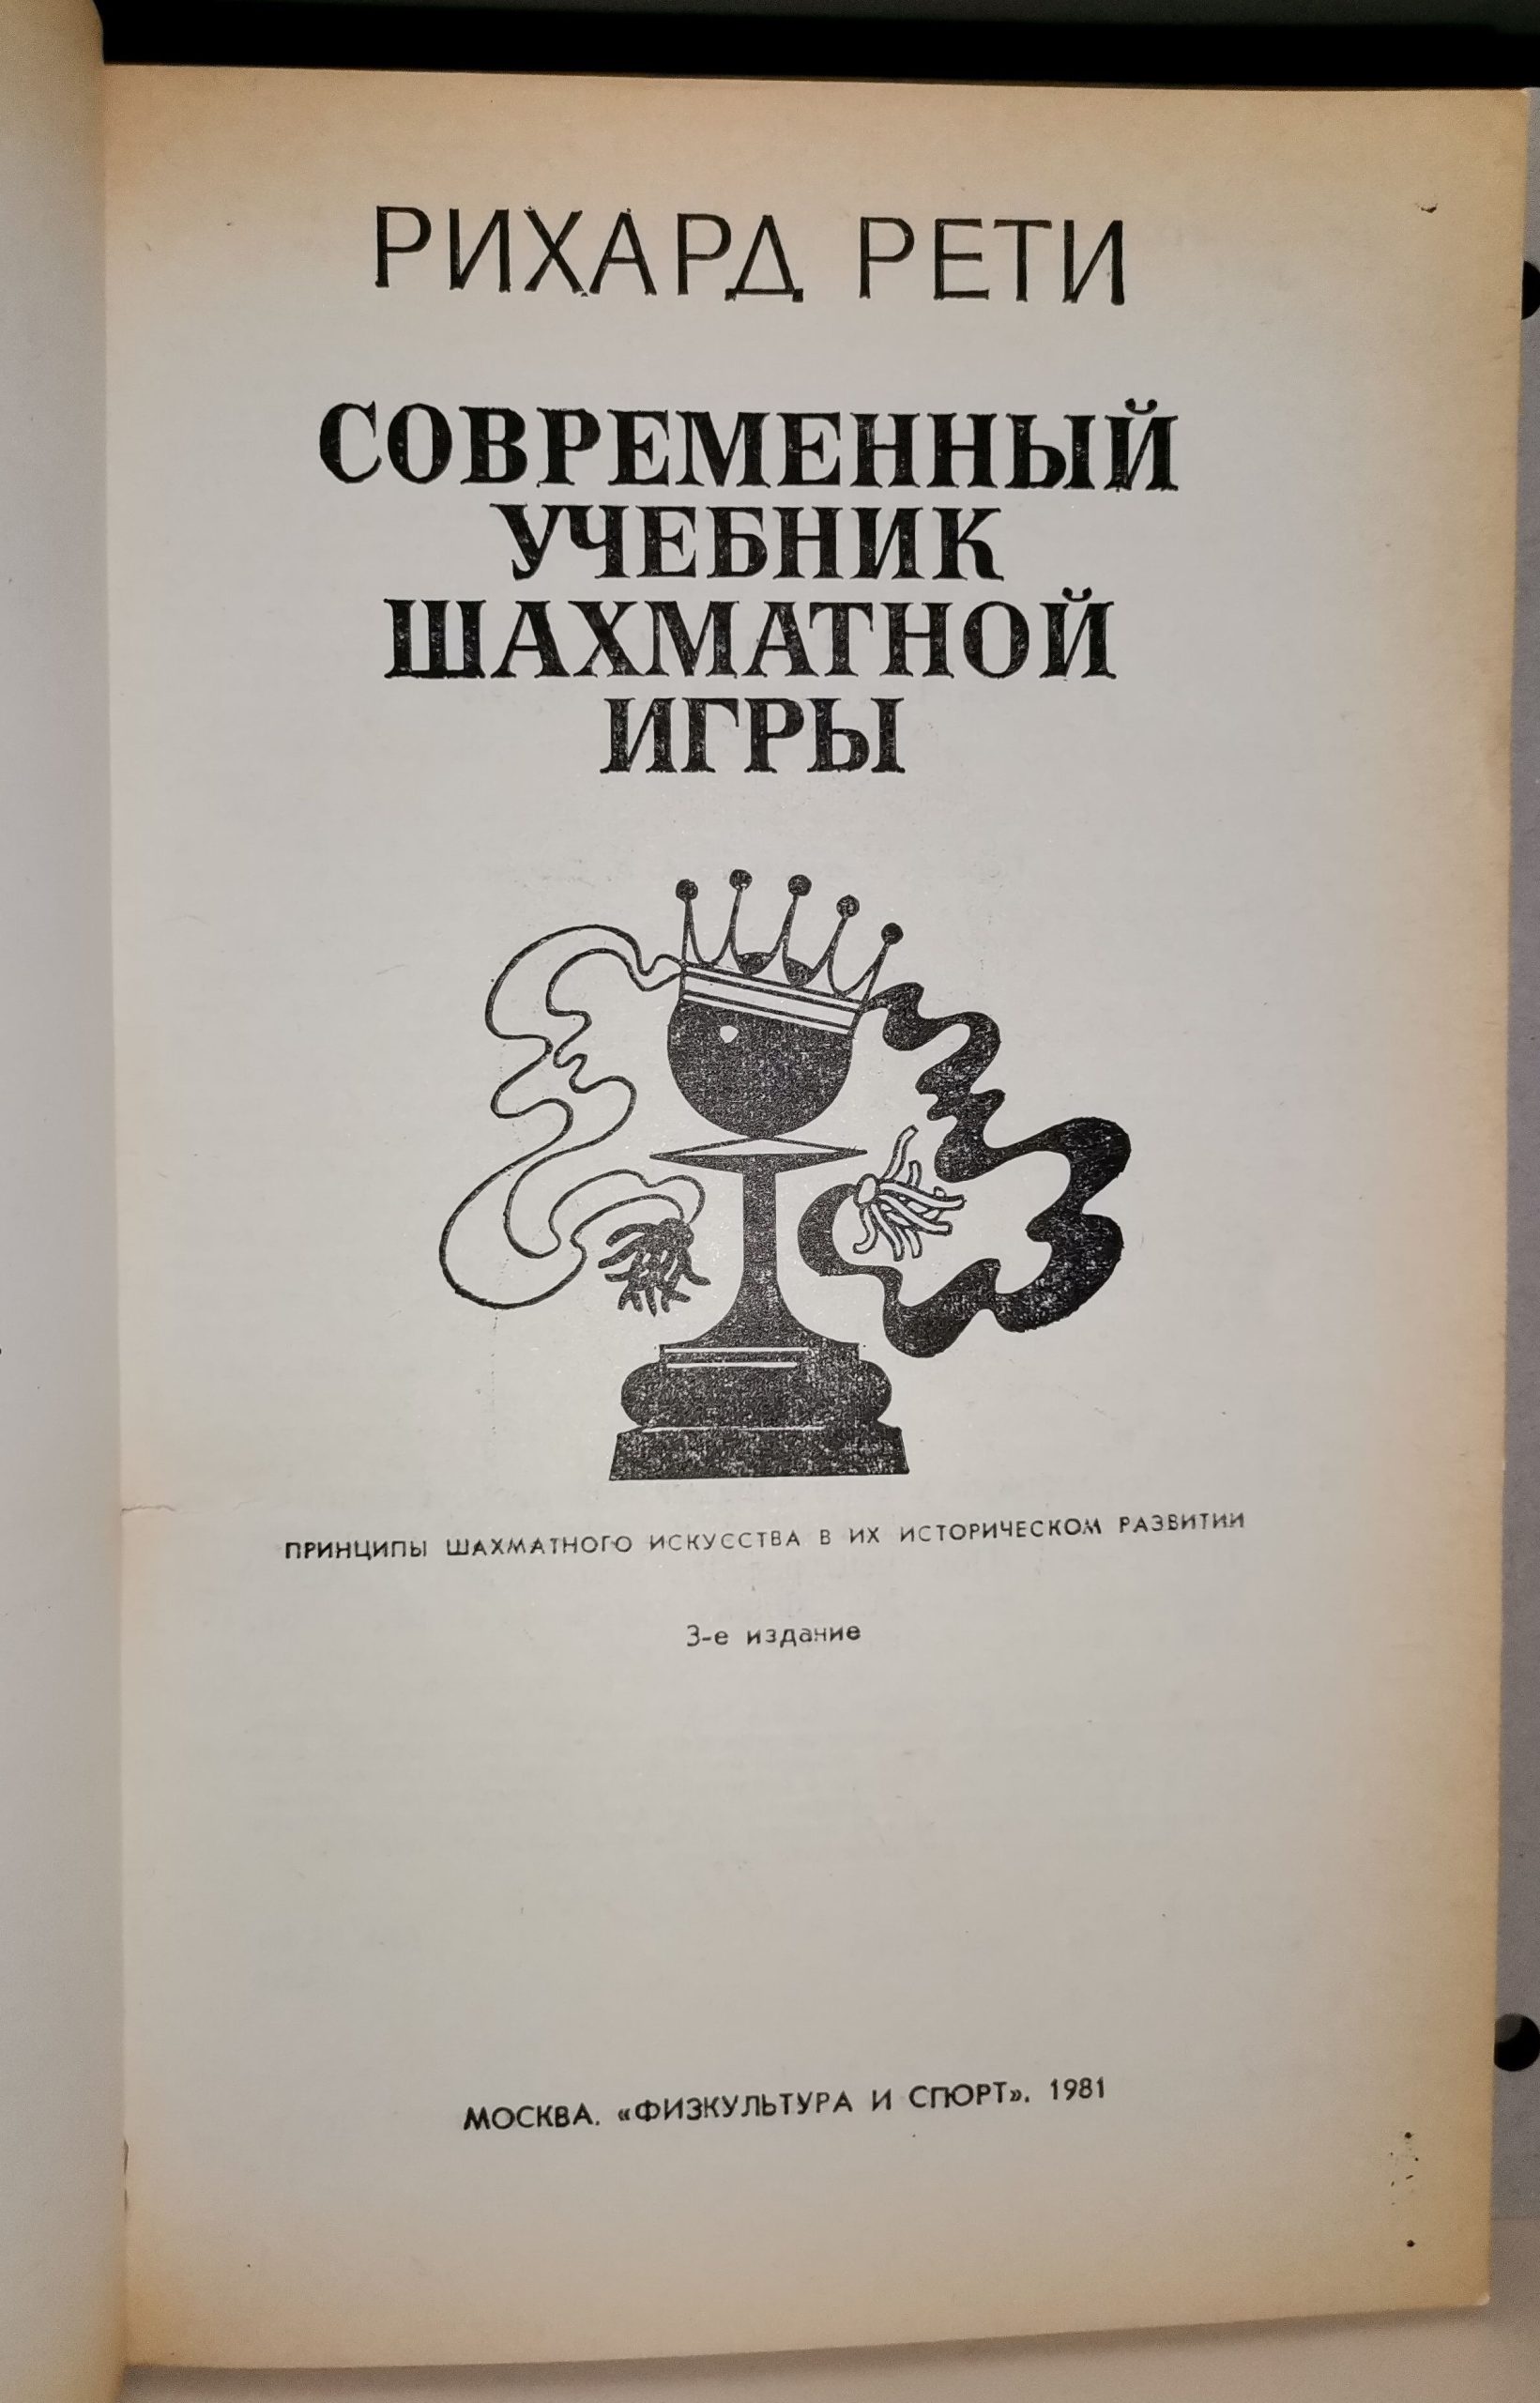 РИХАРД РЕТИ
СОВРЕМЕННЫЙ
УЧЕБНИК
ШАХМАТНОЙ
ИГРЫ
ПРИНЦИПЫ ШАХМАТНОГО ИСКУССТВА В ИХ ИСТОРИЧЕСКОМ РАЗВИТИИ
3-е издание
МОСКВА. «ФИЗКУЛЬТУРА И СПОРТ». 1981